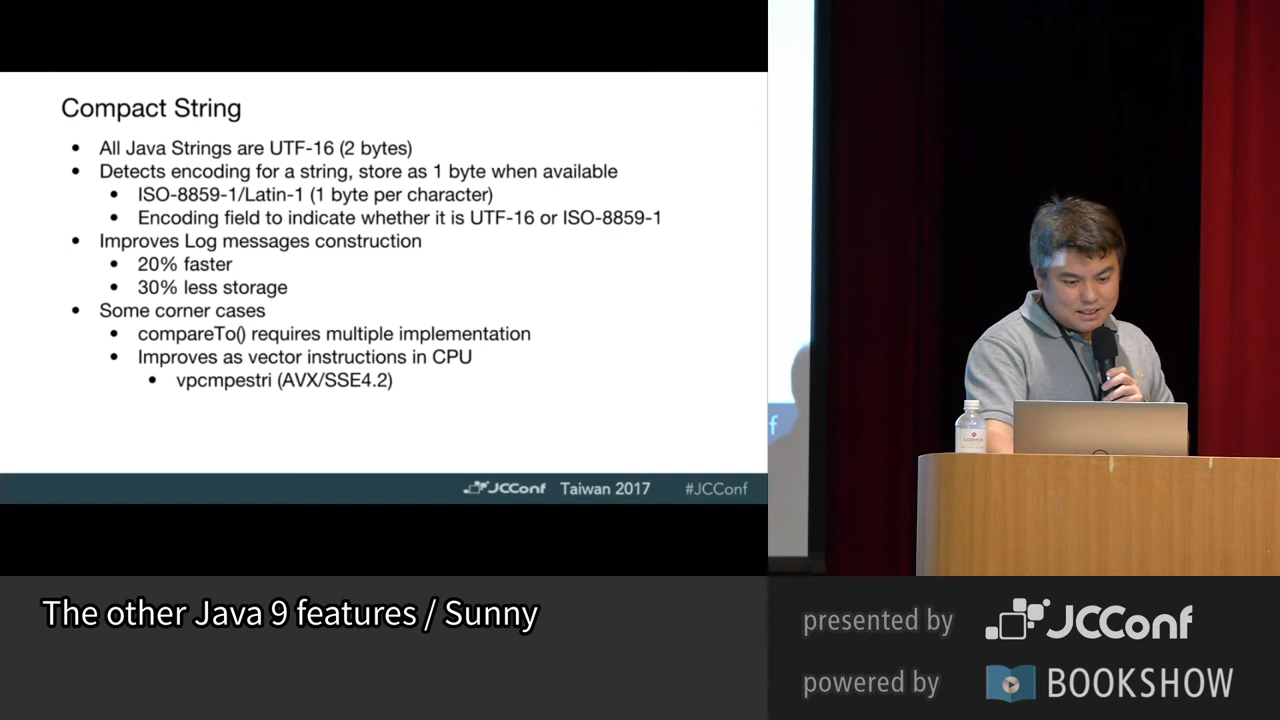 Compact String
• All Java Strings are UTF-16 (2 bytes)
• Detects encoding for a string, store as 1 byte when available
• ISO-8859-1/Latin-1 (1 byte per character)
• Encoding field to indicate whether it is UTF-16 or ISO-8859-1
• Improves Log messages construction
• 20% faster
• 30% less storage
• Some corner cases
• compareTo() requires multiple implementation
• Improves as vector instructions in CPU
• vpcmpestri (AVX/SSE4.2)
JCConf Taiwan 2017 #JCConf
f
The other Java 9 features / Sunny
presented by JCConf
powered by BOOKSHOW